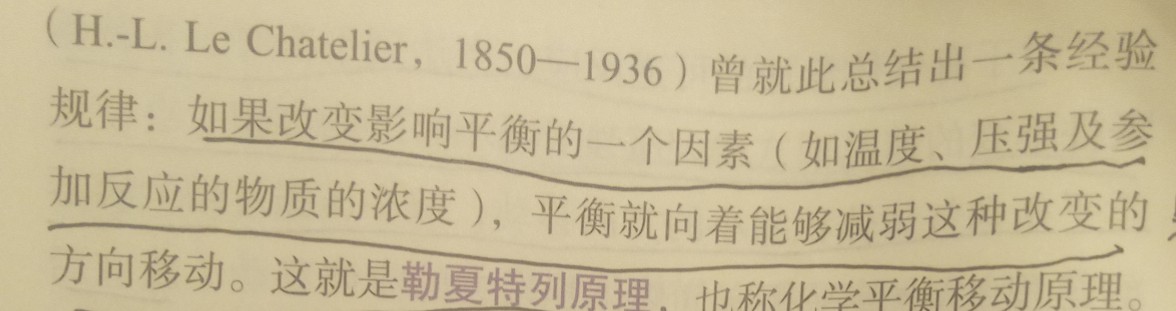 （H.-L. Le Chatelier，1850—1936）曾就此总结出一条经验
规律：如果改变影响平衡的一个因素（如温度、压强及参
加反应的物质的浓度），平衡就向着能够减弱这种改变的
方向移动。这就是勒夏特列原理，也称化学平衡移动原理。